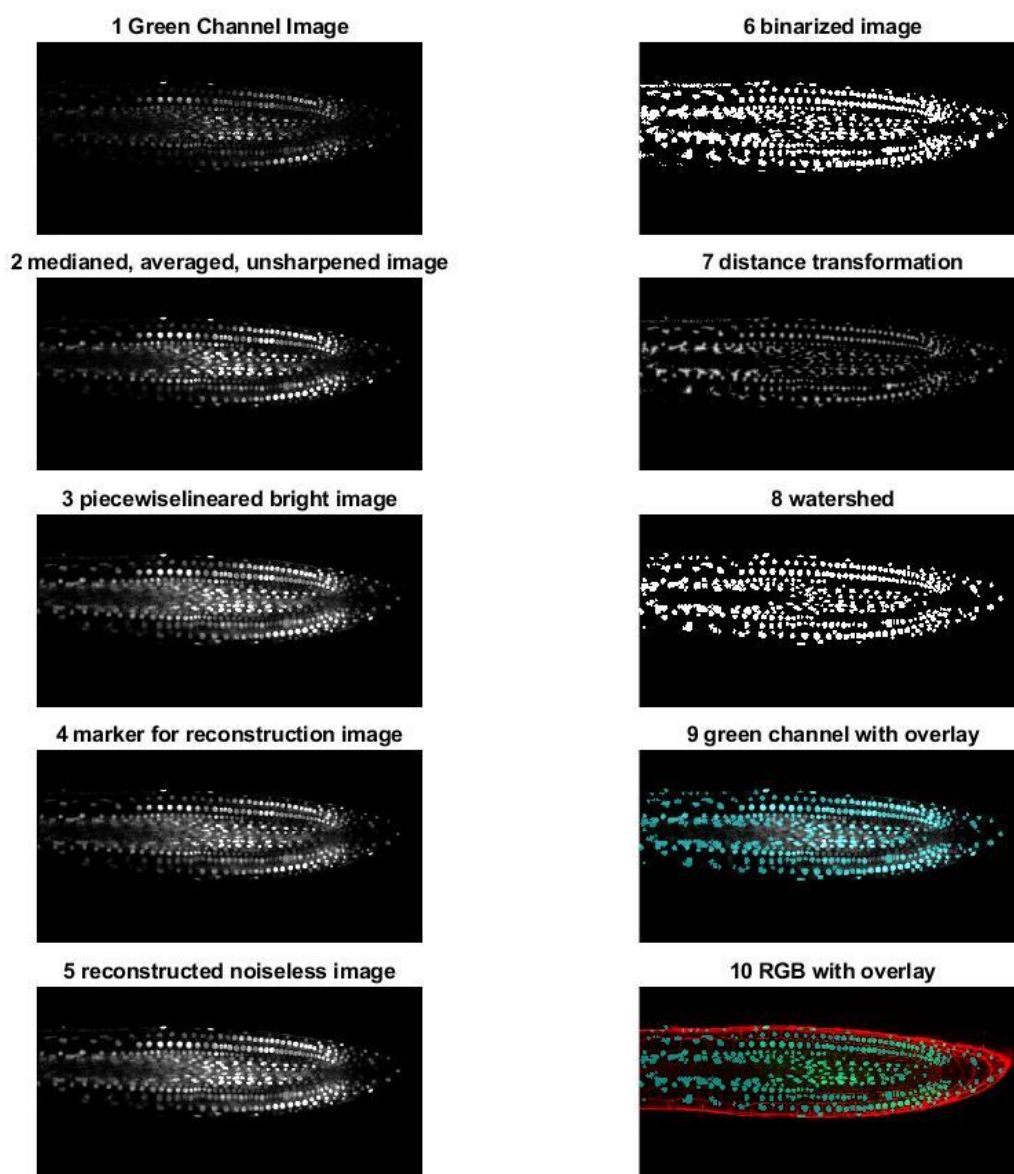 1 Green Channel Image
2 medianed, averaged, unsharpened image
3 piecewiselineared bright image
4 marker for reconstruction image
5 reconstructed noiseless image
6 binarized image
7 distance transformation
8 watershed
9 green channel with overlay
10 RGB with overlay